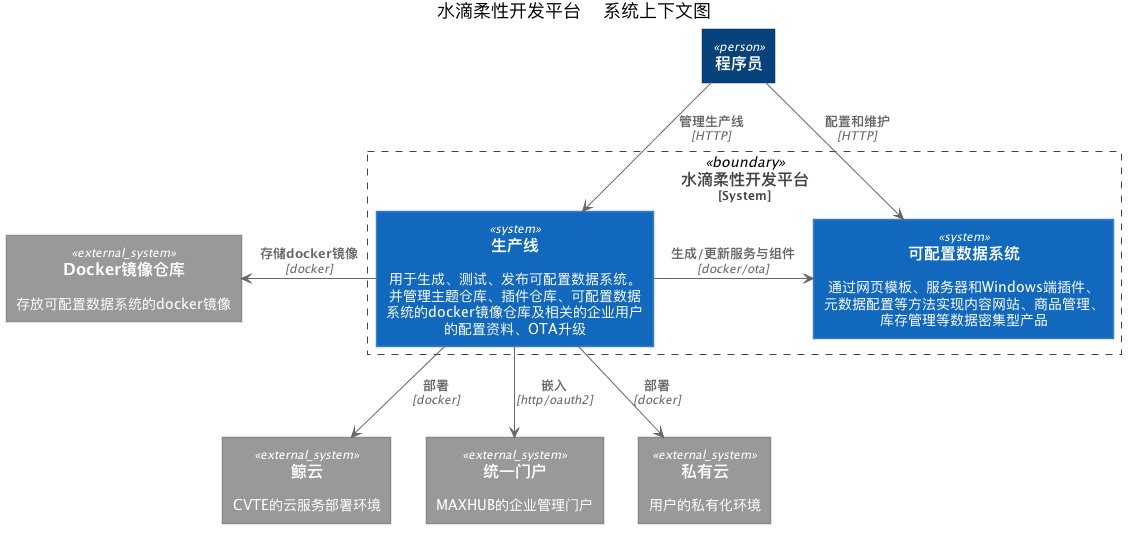 水滴柔性开发平台 系统上下文图
«person»
程序员
管理生产线
[HTTP]
配置和维护
[HTTP]
«boundary»
水滴柔性开发平台
[System]
«system»
生产线
用于生成、测试、发布可配置数据系统。
并管理主题仓库、插件仓库、可配置数据
系统的docker镜像仓库及相关的企业用户
的配置资料、OTA升级
«system»
可配置数据系统
通过网页模板、服务器和Windows端插件、
元数据配置等方法实现内容网站、商品管理、
库存管理等数据密集型产品
生成/更新服务与组件
[docker/ota]
存储docker镜像
[docker]
«external_system»
Docker镜像仓库
存放可配置数据系统的docker镜像
部署
[docker]
嵌入
[http/oauth2]
部署
[docker]
«external_system»
鲸云
CVTE的云服务部署环境
«external_system»
统一门户
MAXHUB的企业管理门户
«external_system»
私有云
用户的私有化环境